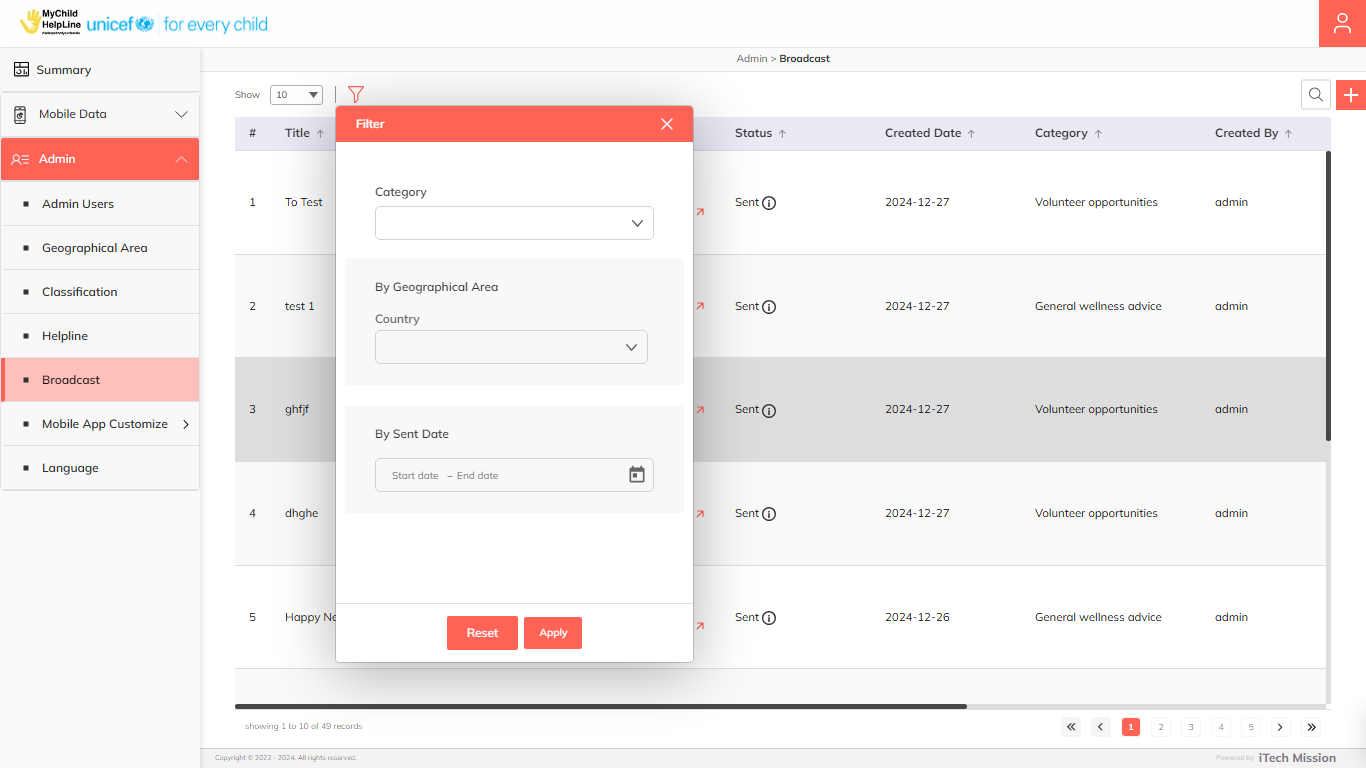 MyChild
HelpLine
unicef for every child
Summary
Mobile Data
Admin
Admin Users
Geographical Area
Classification
Helpline
Broadcast
Mobile App Customize
Language
Admin > Broadcast
Show 10
# Title Status Created Date Category Created By
1 To Test Sent 2024-12-27 Volunteer opportunities admin
2 test 1 Sent 2024-12-27 General wellness advice admin
3 ghfjf Sent 2024-12-27 Volunteer opportunities admin
4 dhghe Sent 2024-12-27 Volunteer opportunities admin
5 Happy Ne Sent 2024-12-26 General wellness advice admin
Filter
Category
By Geographical Area
Country
By Sent Date
Start date – End date
Reset Apply
showing 1 to 10 of 49 records
1 2 3 4 5
Copyright © 2022 - 2024. All rights reserved.
Powered by iTech Mission